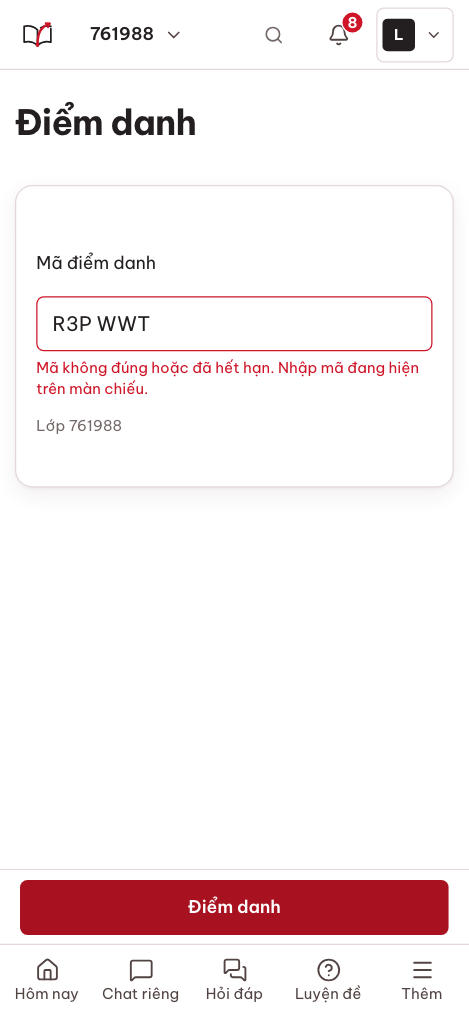 761988
8
L
Điểm danh
Mã điểm danh
R3P WWT
Mã không đúng hoặc đã hết hạn. Nhập mã đang hiện
trên màn chiếu.
Lớp 761988
Điểm danh
Hôm nay
Chat riêng
Hỏi đáp
Luyện đề
Thêm